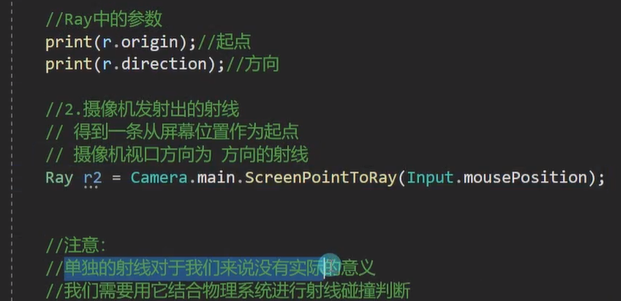 //Ray中的参数
print(r.origin);//起点
print(r.direction);//方向
//2.摄像机发射出的射线
// 得到一条从屏幕位置作为起点
// 摄像机视口方向为 方向的射线
Ray r2 = Camera.main.ScreenPointToRay(Input.mousePosition);
//注意:
//单独的射线对于我们来说没有实际的意义
//我们需要用它结合物理系统进行射线碰撞判断